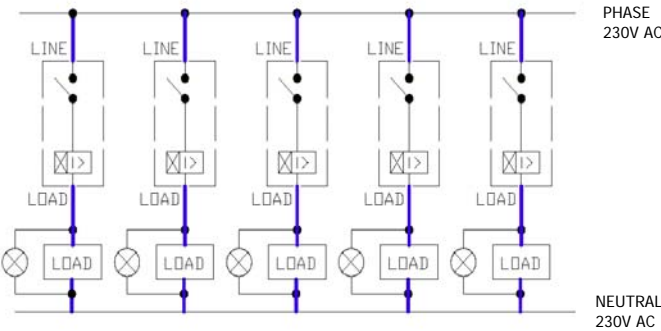 PHASE
230V AC
LINE LINE LINE LINE LINE
I> I> I> I> I>
LOAD LOAD LOAD LOAD LOAD
LOAD LOAD LOAD LOAD LOAD
NEUTRAL
230V AC